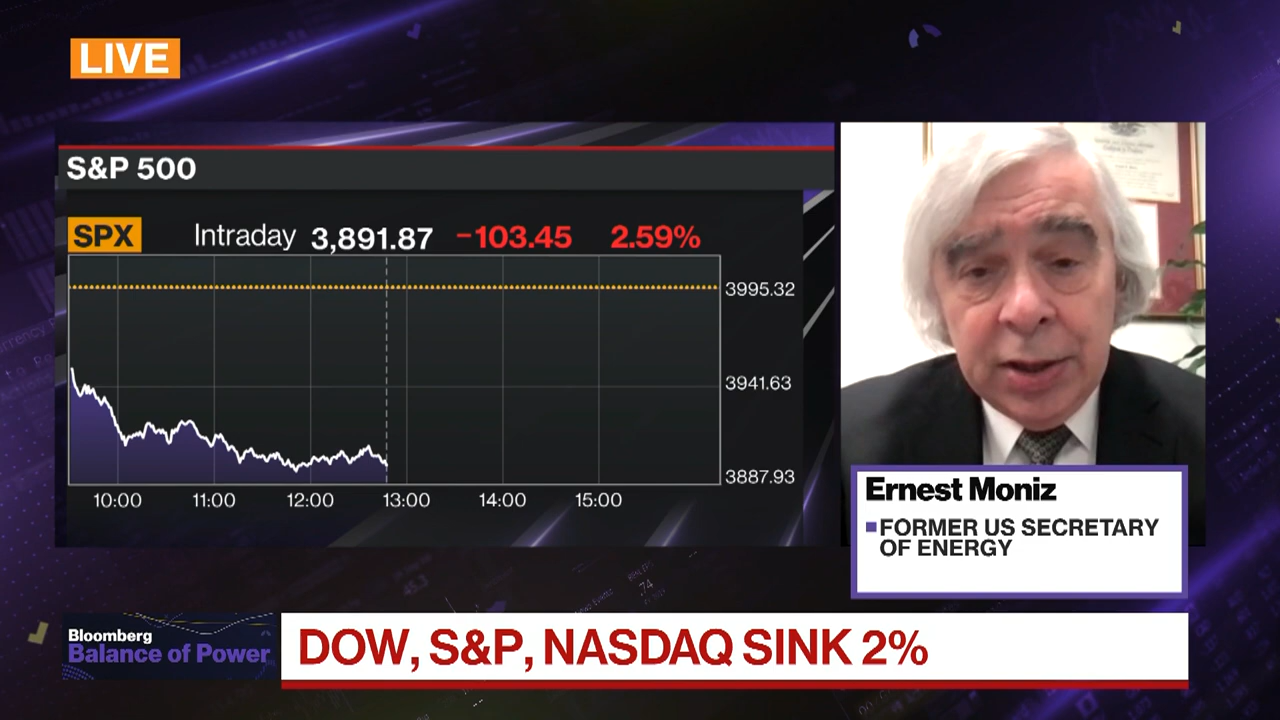 LIVE
S&P 500
SPX Intraday 3,891.87 −103.45 2.59%
3995.32
3941.63
3887.93
10:00 11:00 12:00 13:00 14:00 15:00
Ernest Moniz
FORMER US SECRETARY
OF ENERGY
Bloomberg
Balance of Power
DOW, S&P, NASDAQ SINK 2%